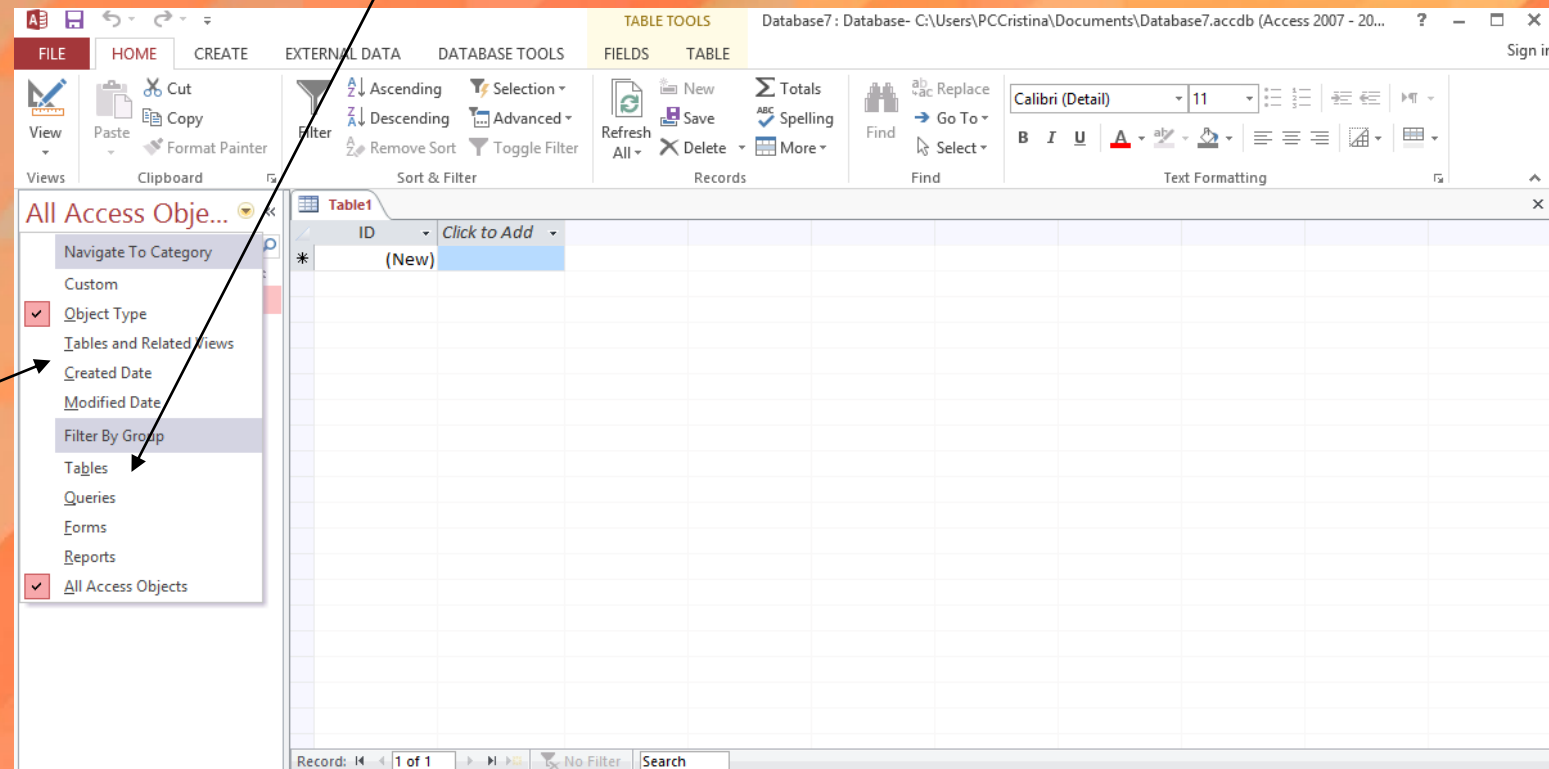 TABLE TOOLS
Database7 : Database- C:\Users\PCCristina\Documents\Database7.accdb (Access 2007 - 20... ?
FILE HOME CREATE EXTERNAL DATA DATABASE TOOLS FIELDS TABLE Sign in
View
Views
Paste
Cut
Copy
Format Painter
Clipboard
Filter
Ascending
Descending
Remove Sort
Selection
Advanced
Toggle Filter
Sort & Filter
Refresh
All
New
Save
Delete
Totals
Spelling
More
Records
Find
Replace
Go To
Select
Find
Calibri (Detail) 11
B I U A
Text Formatting
All Access Obje...
Navigate To Category
Custom
Object Type
Tables and Related Views
Created Date
Modified Date
Filter By Group
Tables
Queries
Forms
Reports
All Access Objects
Table1
ID Click to Add
(New)
Record: 1 of 1 No Filter Search